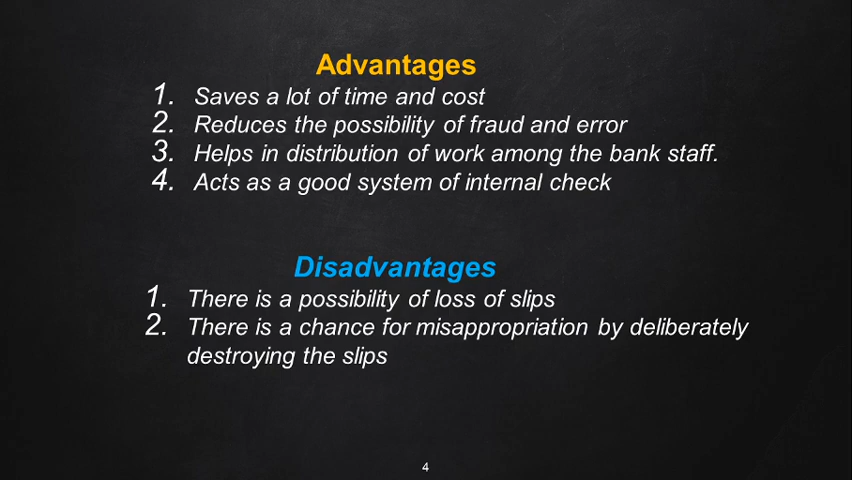 Advantages
1. Saves a lot of time and cost
2. Reduces the possibility of fraud and error
3. Helps in distribution of work among the bank staff.
4. Acts as a good system of internal check
Disadvantages
1. There is a possibility of loss of slips
2. There is a chance for misappropriation by deliberately
destroying the slips
4